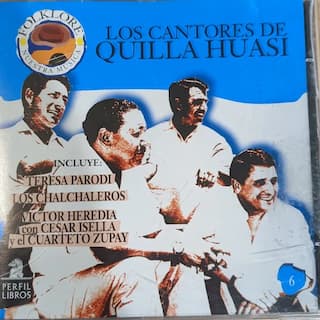 FOLKLORE
NUESTRA MUSICA
LOS CANTORES DE
QUILLA HUASI
INCLUYE:
TERESA PARODI
LOS CHALCHALEROS
VICTOR HEREDIA
con CESAR ISELLA
y el CUARTETO ZUPAY
PERFIL
LIBROS
6